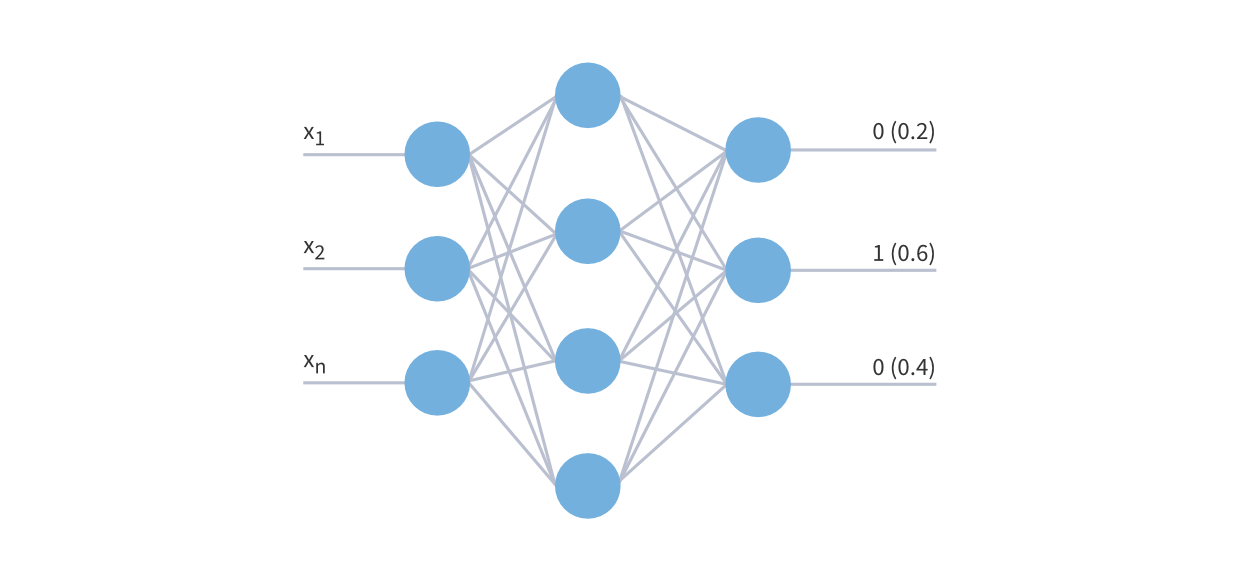 x1
x2
xn
0 (0.2)
1 (0.6)
0 (0.4)